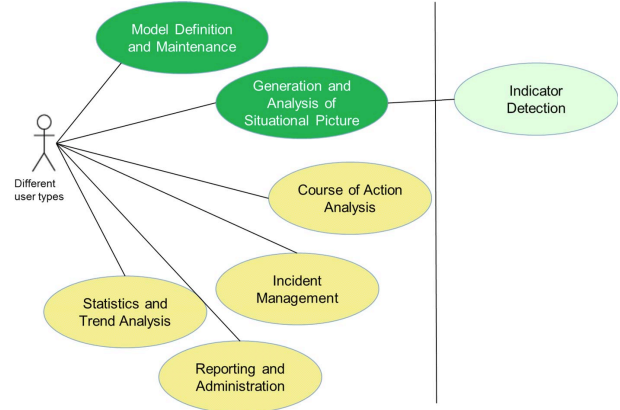 Model Definition
and Maintenance
Generation and
Analysis of
Situational Picture
Indicator
Detection
Different
user types
Course of Action
Analysis
Incident
Management
Statistics and
Trend Analysis
Reporting and
Administration